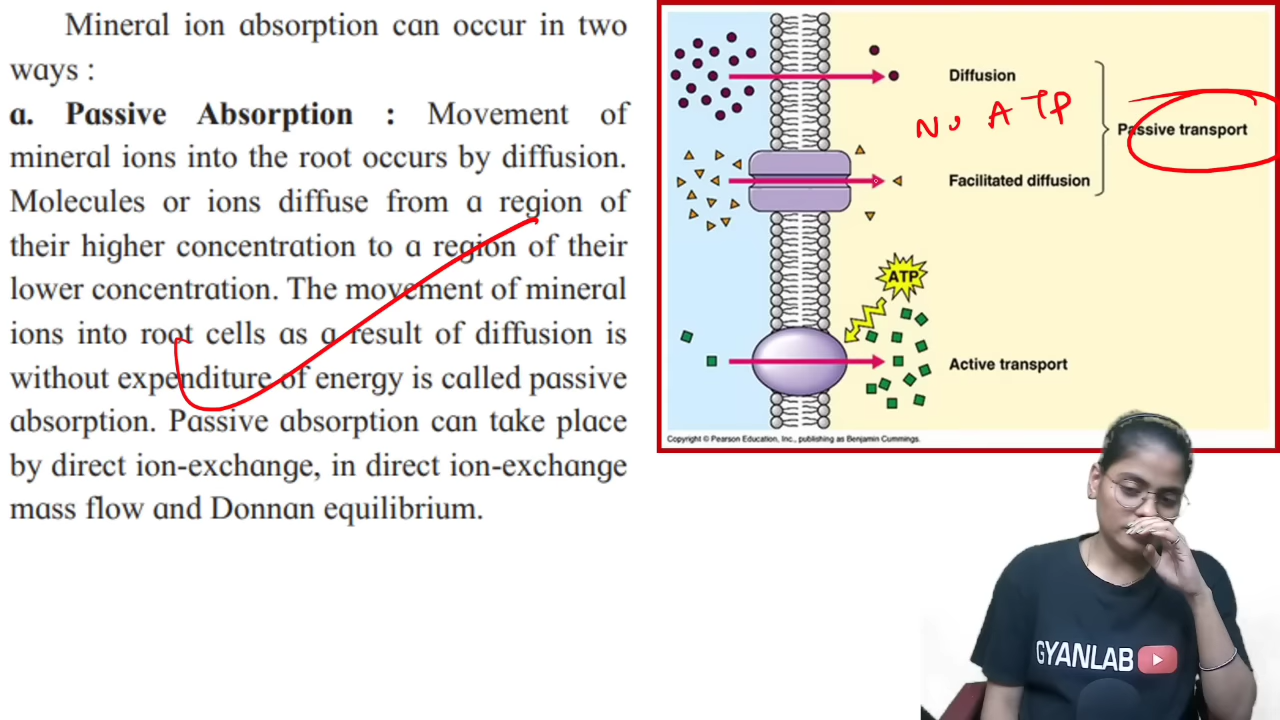 Mineral ion absorption can occur in two
ways :
a. Passive Absorption : Movement of
mineral ions into the root occurs by diffusion.
Molecules or ions diffuse from a region of
their higher concentration to a region of their
lower concentration. The movement of mineral
ions into root cells as a result of diffusion is
without expenditure of energy is called passive
absorption. Passive absorption can take place
by direct ion-exchange, in direct ion-exchange
mass flow and Donnan equilibrium.
Diffusion
No ATP
Passive transport
Facilitated diffusion
ATP
Active transport
Copyright © Pearson Education, Inc., publishing as Benjamin Cummings.
GYANLAB